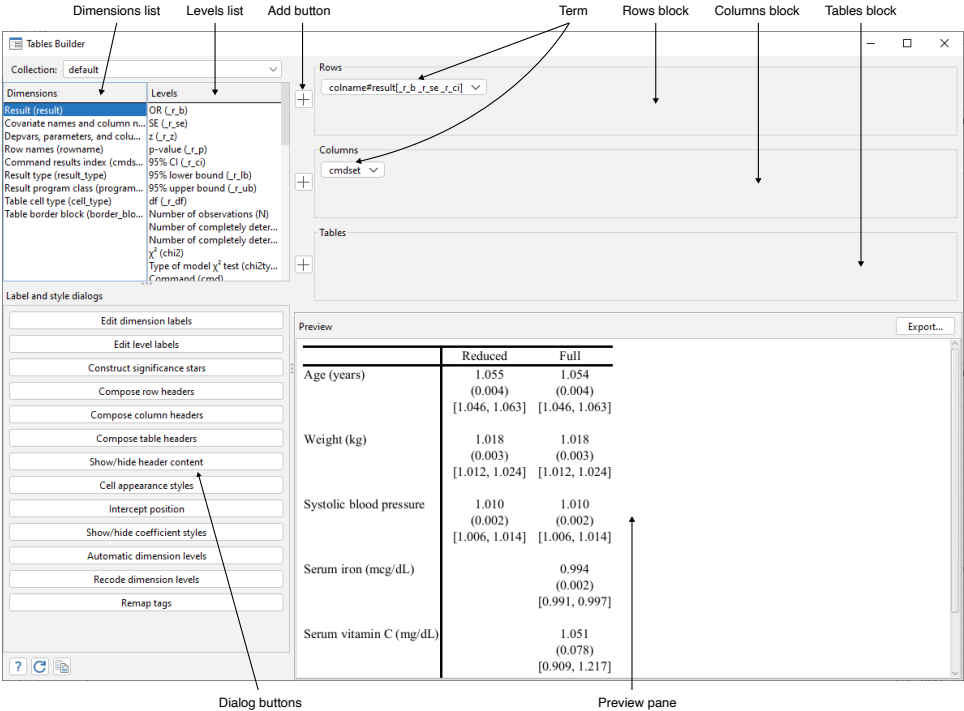 Dimensions list Levels list Add button Term Rows block Columns block Tables block
Tables Builder
Collection: default
Dimensions Levels
Result (result) OR (_r_b)
Covariate names and column n... SE (_r_se)
Depvars, parameters, and colu... z (_r_z)
Row names (rowname) p-value (_r_p)
Command results index (cmds... 95% CI (_r_ci)
Result type (result_type) 95% lower bound (_r_lb)
Result program class (program... 95% upper bound (_r_ub)
Table cell type (cell_type) df (_r_df)
Table border block (border_blo... Number of observations (N)
Number of completely deter...
Number of completely deter...
χ² (chi2)
Type of model χ² test (chi2ty...
Command (cmd)
Rows
colname#result[_r_b _r_se _r_ci]
Columns
cmdset
Tables
Label and style dialogs
Edit dimension labels
Edit level labels
Construct significance stars
Compose row headers
Compose column headers
Compose table headers
Show/hide header content
Cell appearance styles
Intercept position
Show/hide coefficient styles
Automatic dimension levels
Recode dimension levels
Remap tags
?
Preview Export...
Reduced Full
Age (years) 1.055 1.054
(0.004) (0.004)
[1.046, 1.063] [1.046, 1.063]
Weight (kg) 1.018 1.018
(0.003) (0.003)
[1.012, 1.024] [1.012, 1.024]
Systolic blood pressure 1.010 1.010
(0.002) (0.002)
[1.006, 1.014] [1.006, 1.014]
Serum iron (mcg/dL) 0.994
(0.002)
[0.991, 0.997]
Serum vitamin C (mg/dL) 1.051
(0.078)
[0.909, 1.217]
Dialog buttons Preview pane